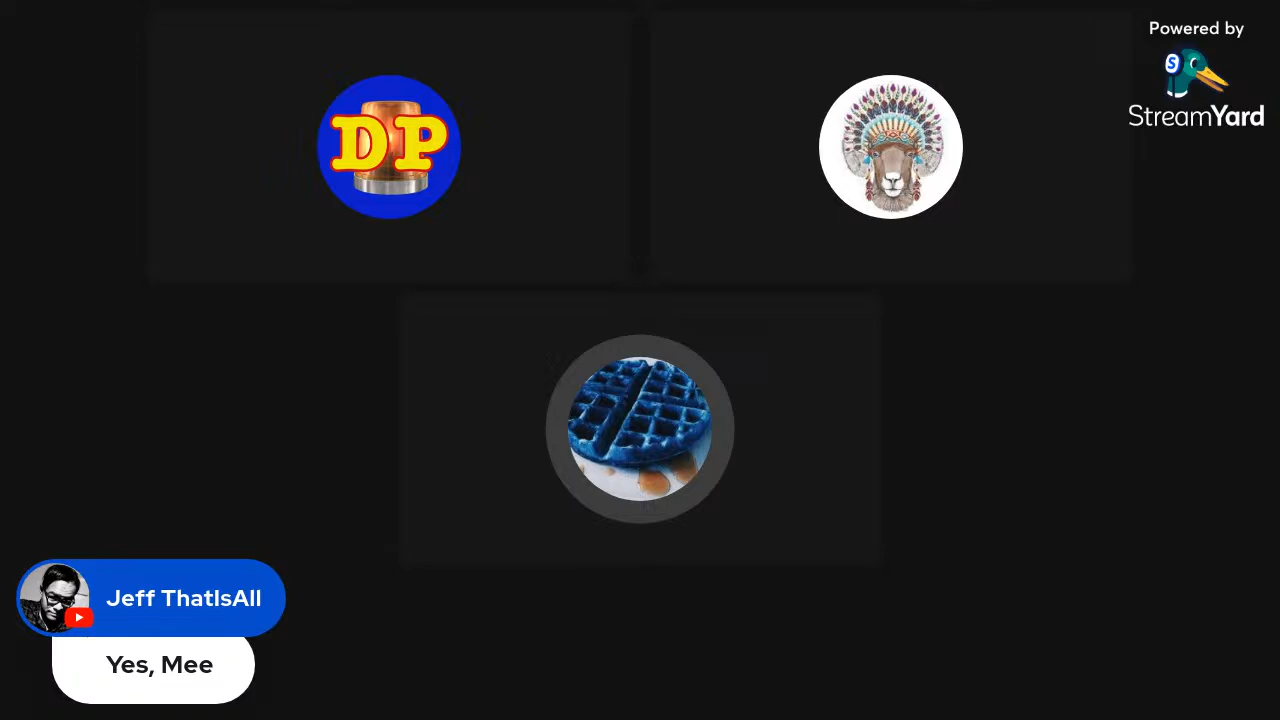 Powered by
S
StreamYard
DP
Jeff ThatIsAll
Yes, Mee